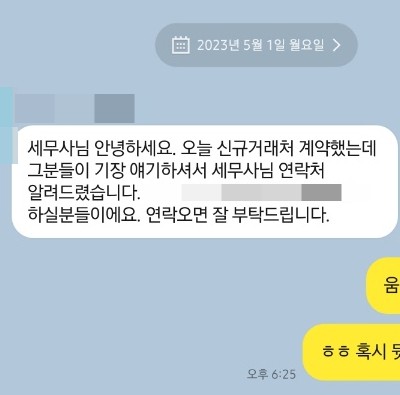 2023년 5월 1일 월요일
세무사님 안녕하세요. 오늘 신규거래처 계약했는데
그분들이 기장 얘기하셔서 세무사님 연락처
알려드렸습니다.
하실분들이에요. 연락오면 잘 부탁드립니다.
움
ㅎㅎ 혹시
오후 6:25